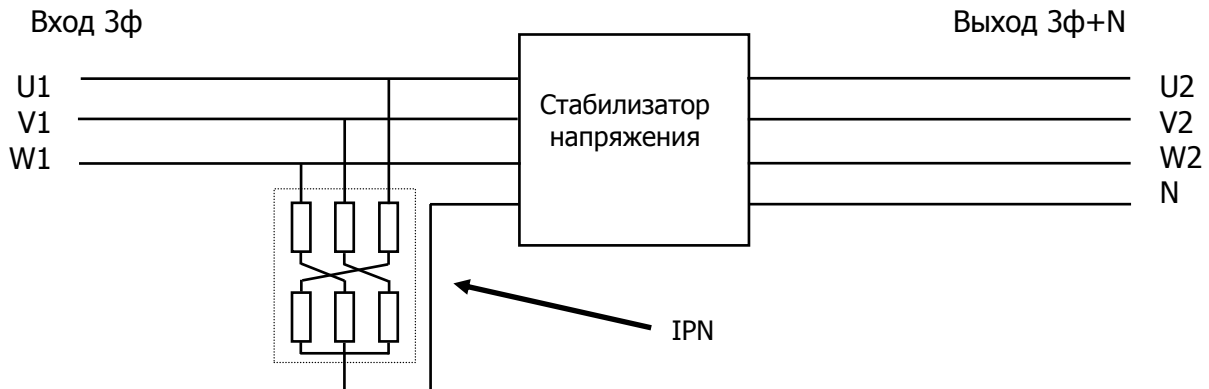 Вход 3ф
Выход 3ф+N
U1
V1
W1
Стабилизатор
напряжения
U2
V2
W2
N
IPN